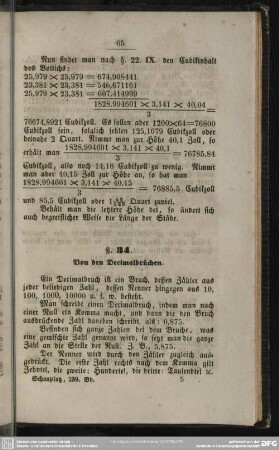 65
Nun findet man nach §. 22. IX. den Cubikinhalt
des Bottichs:
25,979 × 25,979 = 674,908441
23,381 × 23,381 = 546,671161
25,979 × 23,381 = 607,414999
1828,994601 × 3,141 × 40,04 =
3
76674,8921 Cubikzoll. Es sollen aber 1200×64=76800
Cubikzoll sein, folglich fehlen 125,1079 Cubikzoll oder
beinahe 2 Quart. Nimmt man zur Höhe 40,1 Zoll, so
erhält man 1828,994601 × 3,141 × 40,1 = 76785,84
3
Cubikzoll, also noch 14,16 Cubikzoll zu wenig. Nimmt
man aber 40,15 Zoll zur Höhe an, so hat man
1828,994601 × 3,141 × 40,15 = 76885,5 Cubikzoll
3
und 85,5 Cubikzoll oder Quart zuviel.
Behält man die letztere Höhe bei, so ändert sich
auch begreiflicher Weise die Länge der Stäbe.
§. 34.
Von den Decimalbrüchen.
Ein Decimalbruch ist ein Bruch, dessen Zähler aus
jeder beliebigen Zahl, dessen Nenner hingegen aus 10,
100, 1000, 10000 u. s. w. besteht.
Man schreibt einen Decimalbruch, indem man nach
einer Null ein Komma macht, und dann die den Bruch
ausdrückende Zahl daneben schreibt, als: 0,875.
Befinden sich ganze Zahlen bei dem Bruche, was
eine gemischte Zahl genannt wird, so setzt man die ganze
Zahl an die Stelle der Null. Z. B., 5,875.
Der Nenner wird durch den Zähler zugleich aus-
gedrückt. Die erste Zahl rechts nach dem Komma gilt
Zehntel, die zweite: Hundertel, die dritte: Tausendtel ꝛc.
Schauplatz, 289. Bd. 5